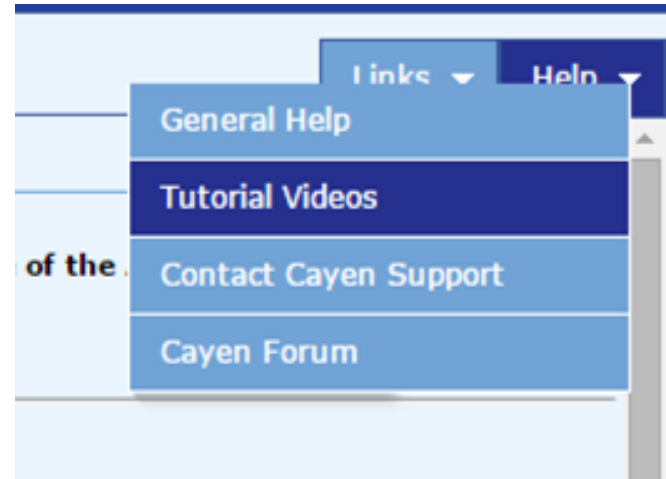 Links Help
General Help
Tutorial Videos
of the
Contact Cayen Support
Cayen Forum